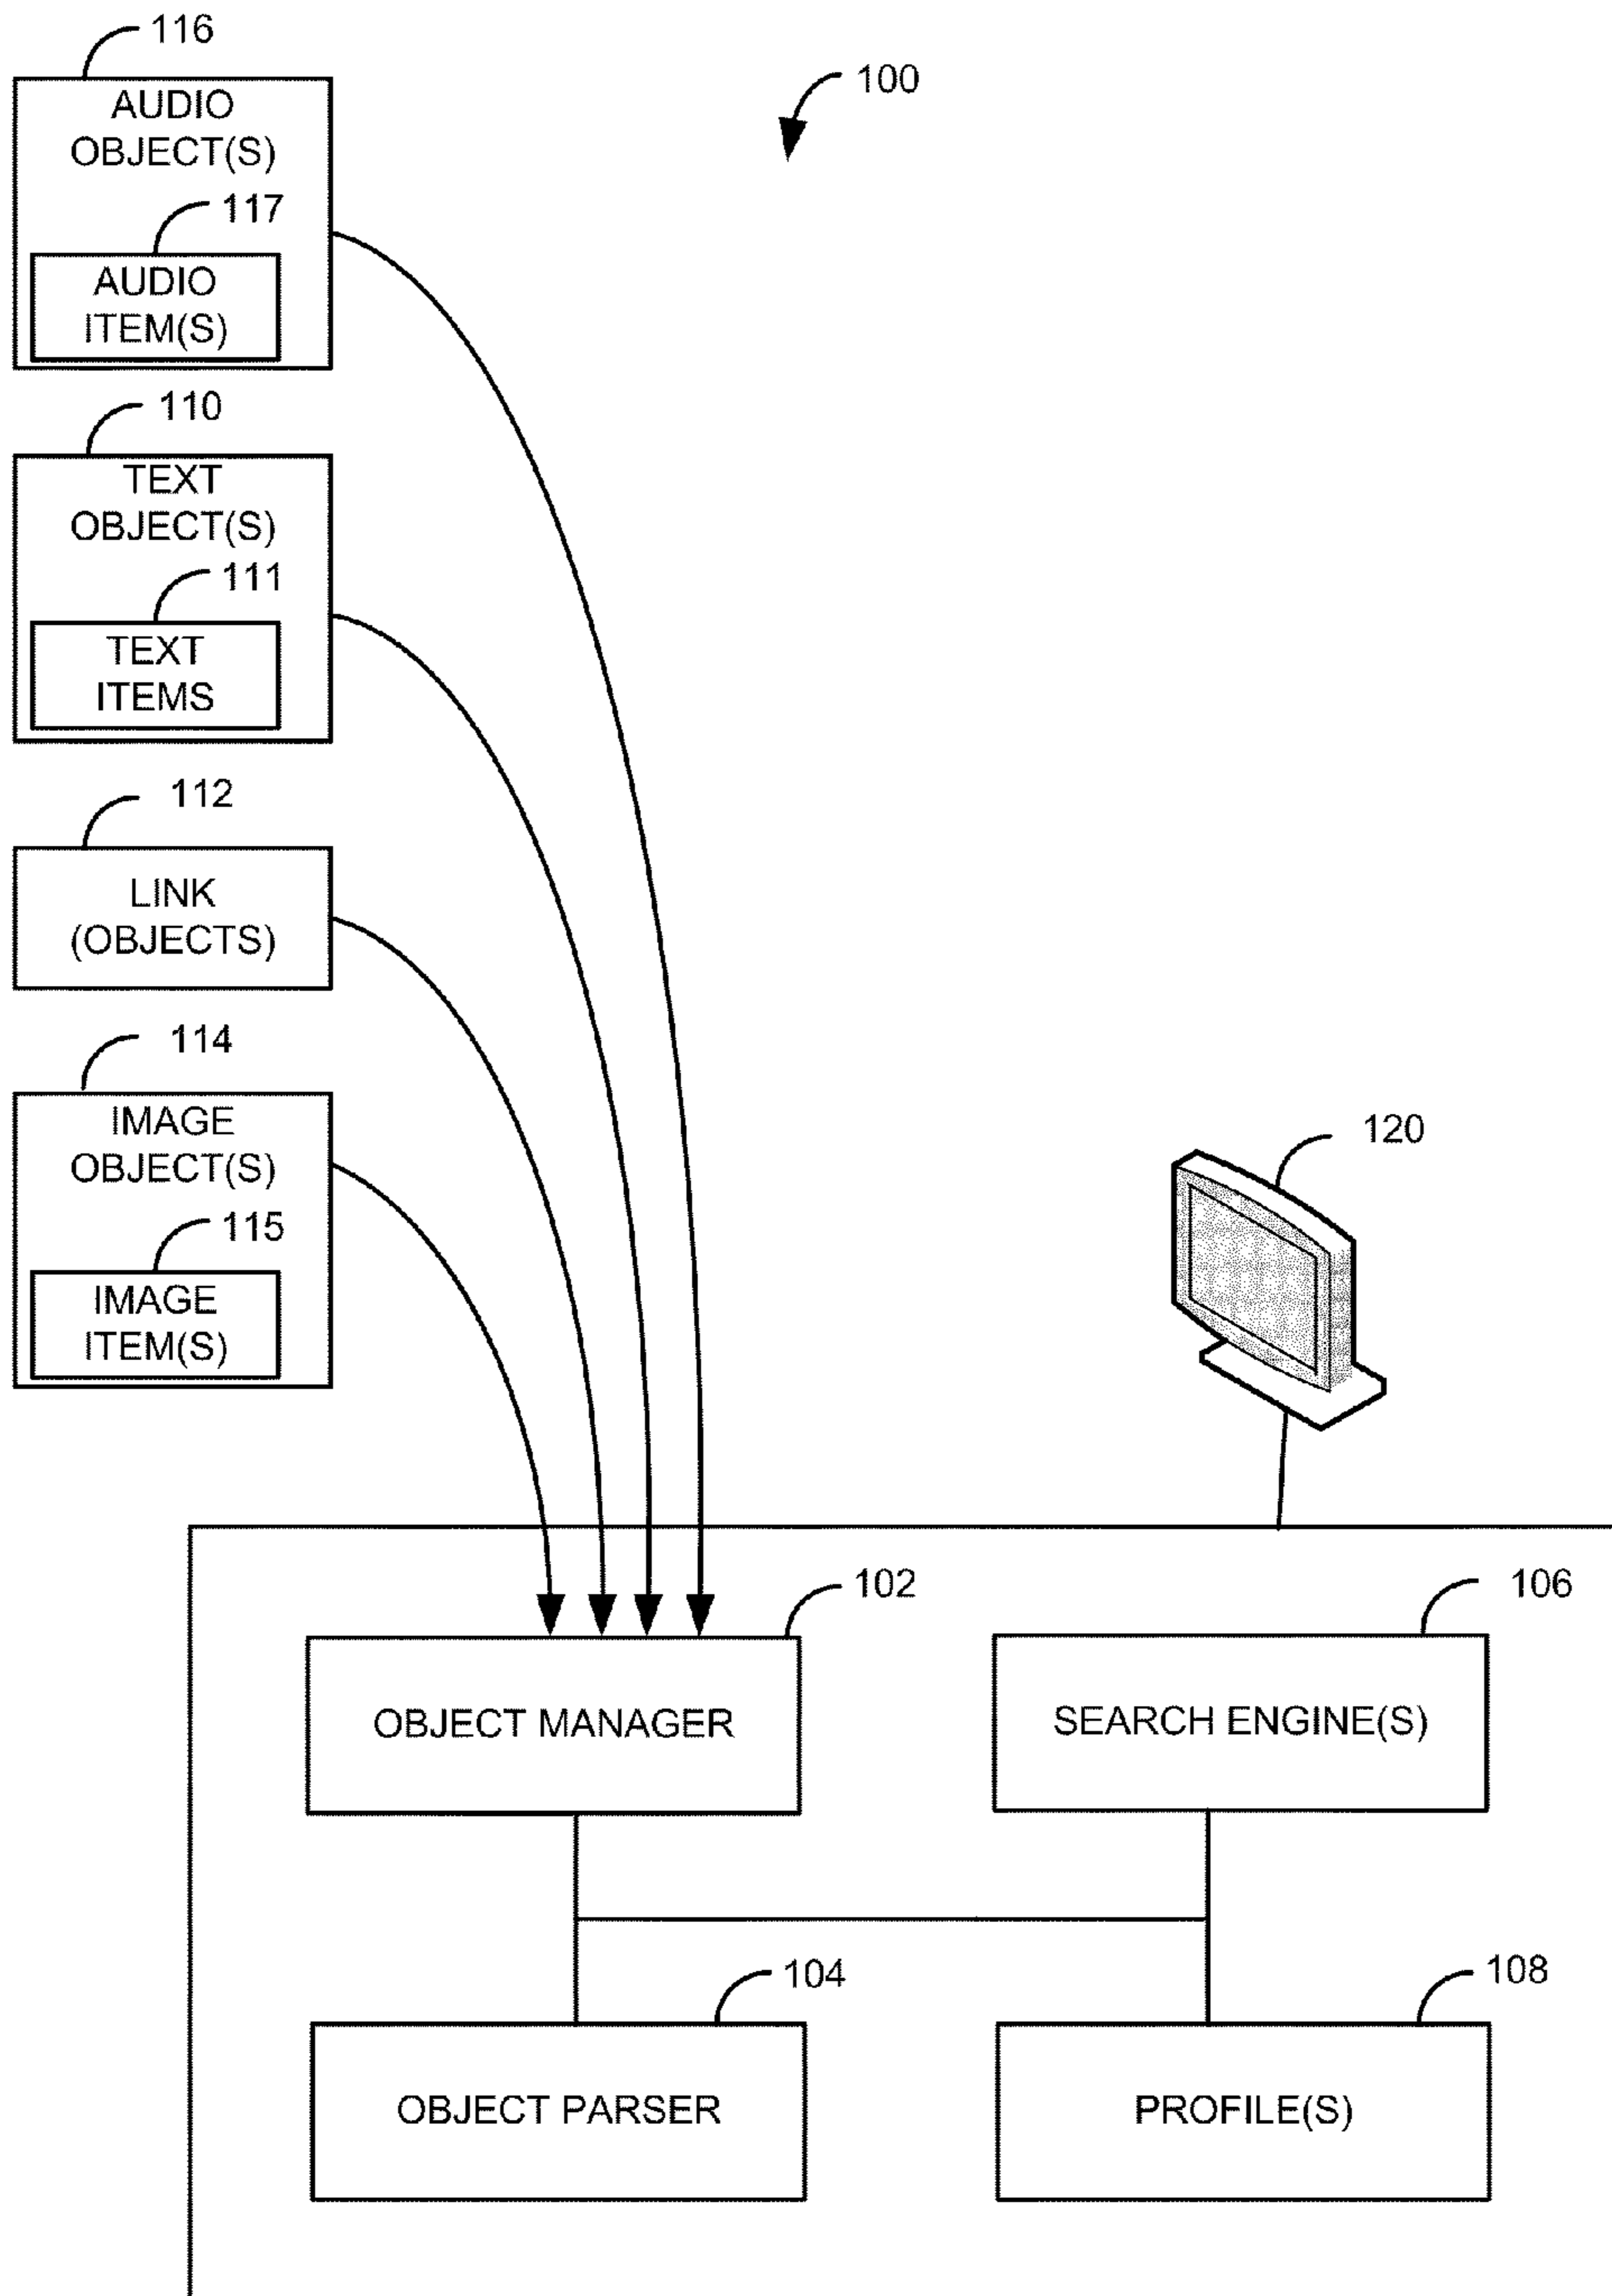 116
100
AUDIO
OBJECT(S)
117
AUDIO
ITEM(S)
110
TEXT
OBJECT(S)
111
TEXT
ITEMS
112
LINK
(OBJECTS)
114
IMAGE
OBJECT(S)
115
IMAGE
ITEM(S)
120
102
106
OBJECT MANAGER
SEARCH ENGINE(S)
104
108
OBJECT PARSER
PROFILE(S)